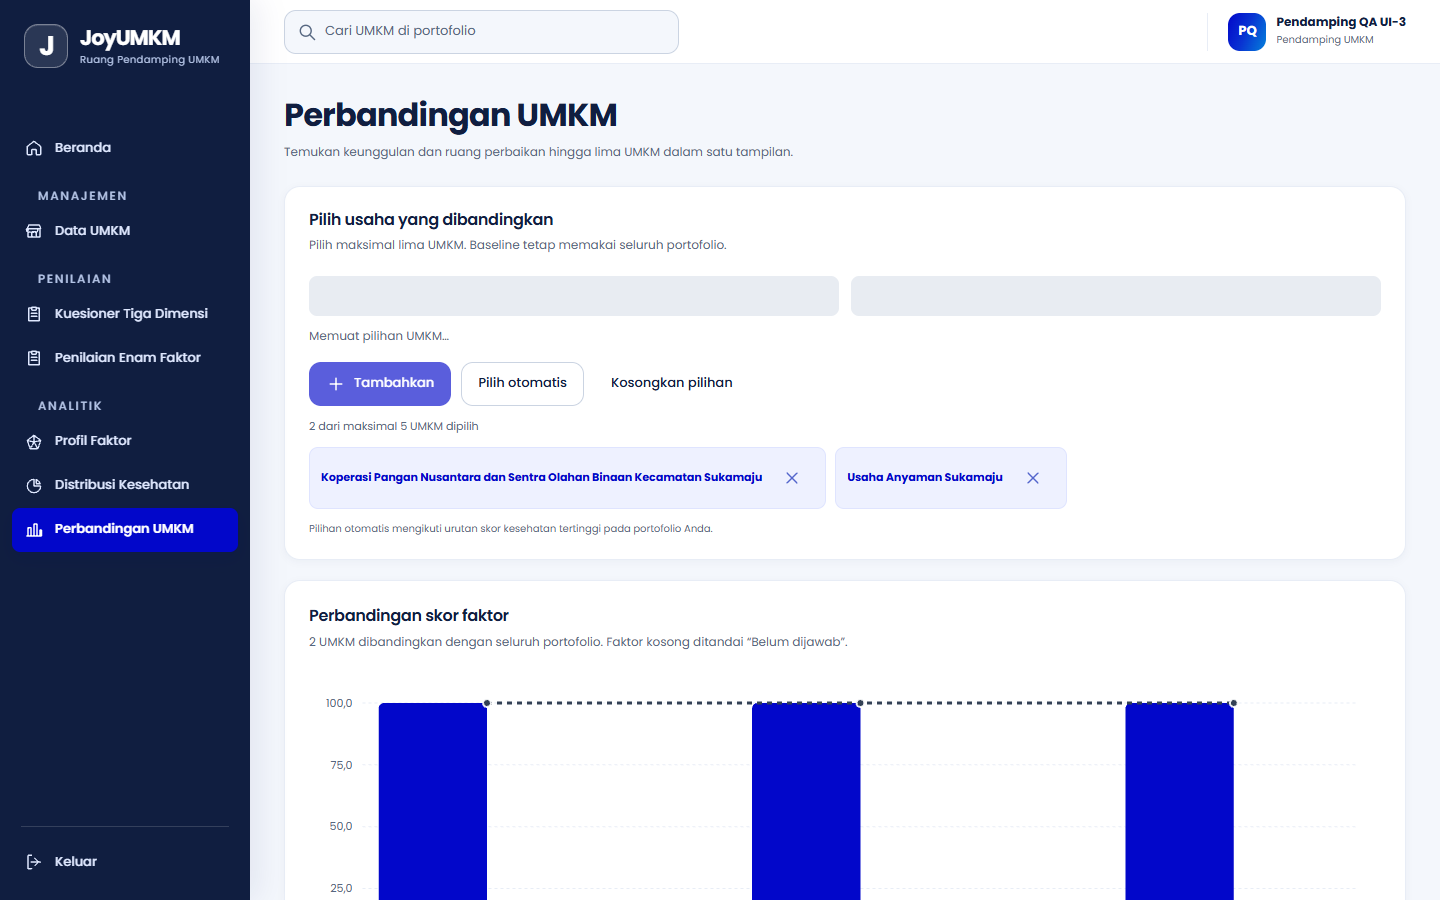 J
JoyUMKM
Ruang Pendamping UMKM
Beranda
MANAJEMEN
Data UMKM
PENILAIAN
Kuesioner Tiga Dimensi
Penilaian Enam Faktor
ANALITIK
Profil Faktor
Distribusi Kesehatan
Perbandingan UMKM
Keluar
Cari UMKM di portofolio
PQ
Pendamping QA UI-3
Pendamping UMKM
Perbandingan UMKM
Temukan keunggulan dan ruang perbaikan hingga lima UMKM dalam satu tampilan.
Pilih usaha yang dibandingkan
Pilih maksimal lima UMKM. Baseline tetap memakai seluruh portofolio.
Memuat pilihan UMKM...
Tambahkan
Pilih otomatis
Kosongkan pilihan
2 dari maksimal 5 UMKM dipilih
Koperasi Pangan Nusantara dan Sentra Olahan Binaan Kecamatan Sukamaju
Usaha Anyaman Sukamaju
Pilihan otomatis mengikuti urutan skor kesehatan tertinggi pada portofolio Anda.
Perbandingan skor faktor
2 UMKM dibandingkan dengan seluruh portofolio. Faktor kosong ditandai “Belum dijawab”.
100,0
75,0
50,0
25,0